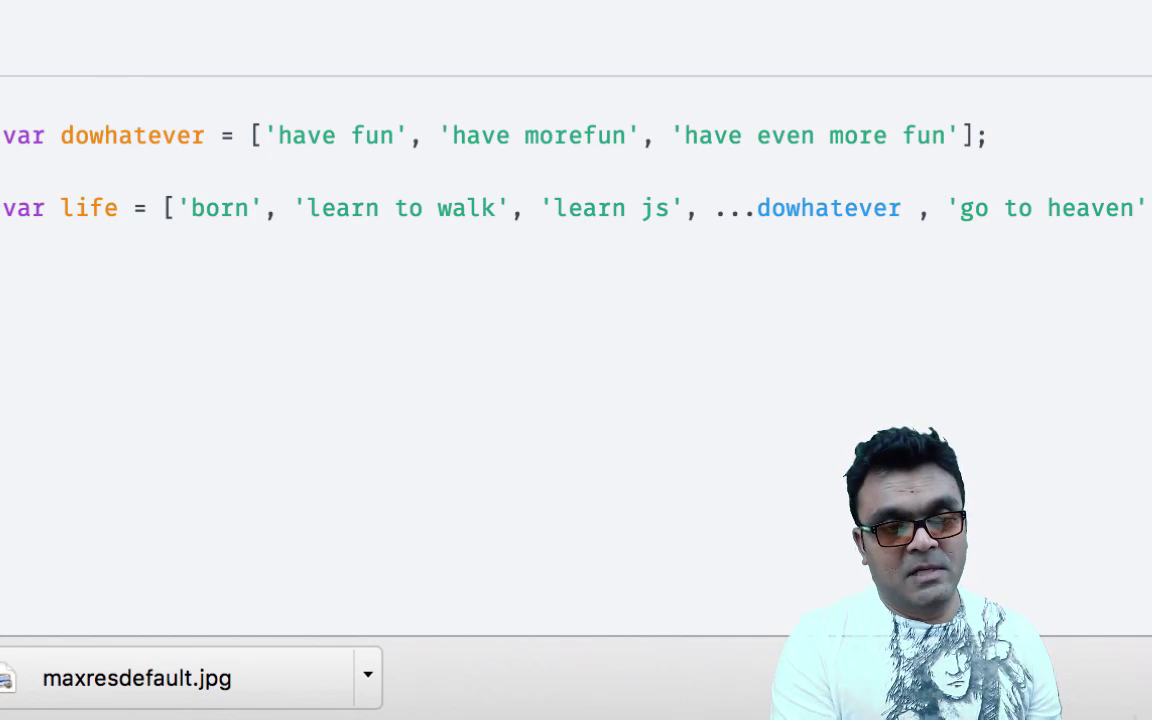 var dowhatever = ['have fun', 'have morefun', 'have even more fun'];
var life = ['born', 'learn to walk', 'learn js', ...dowhatever , 'go to heaven'
maxresdefault.jpg